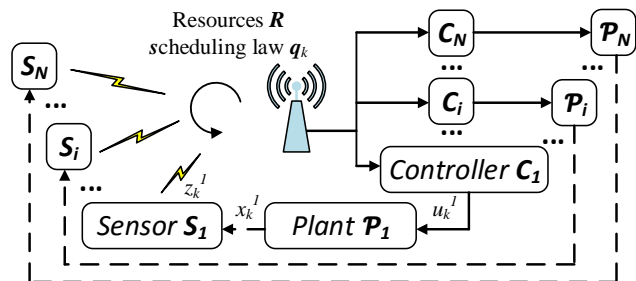 Resources R
scheduling law q_k
S_N
...
S_i
...
C_N
...
C_i
...
P_N
...
P_i
...
Controller C_1
z_k^1
x_k^1
u_k^1
Sensor S_1
Plant P_1